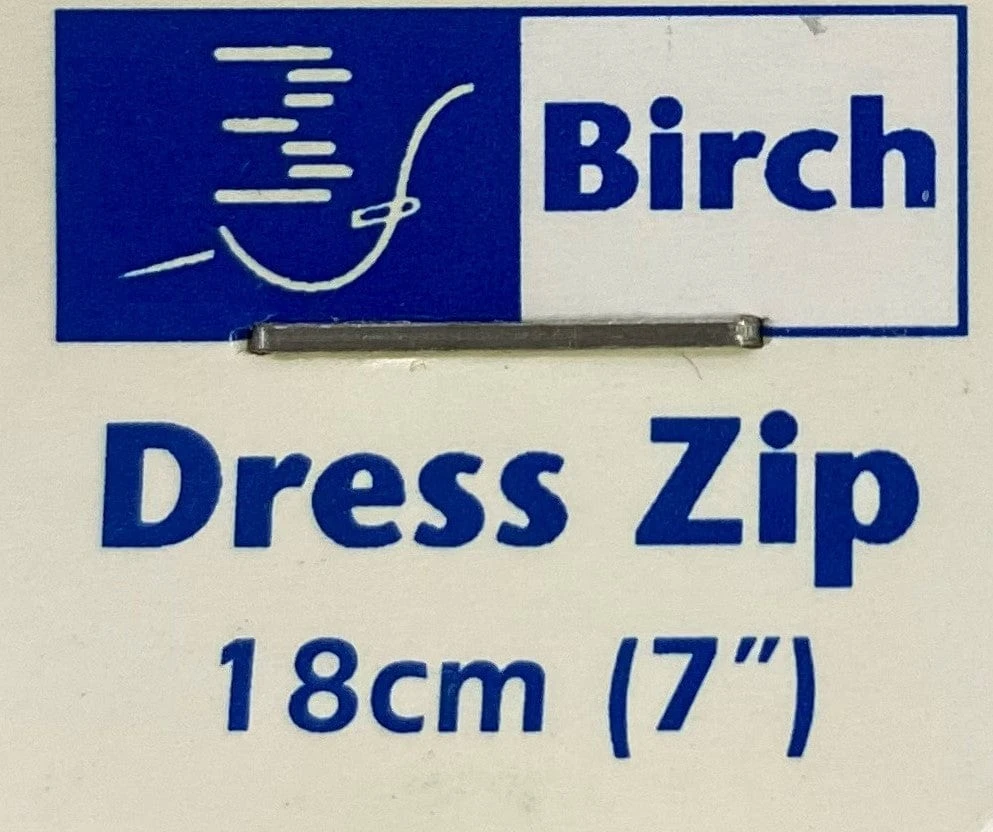 Birch
Dress Zip
18cm (7")